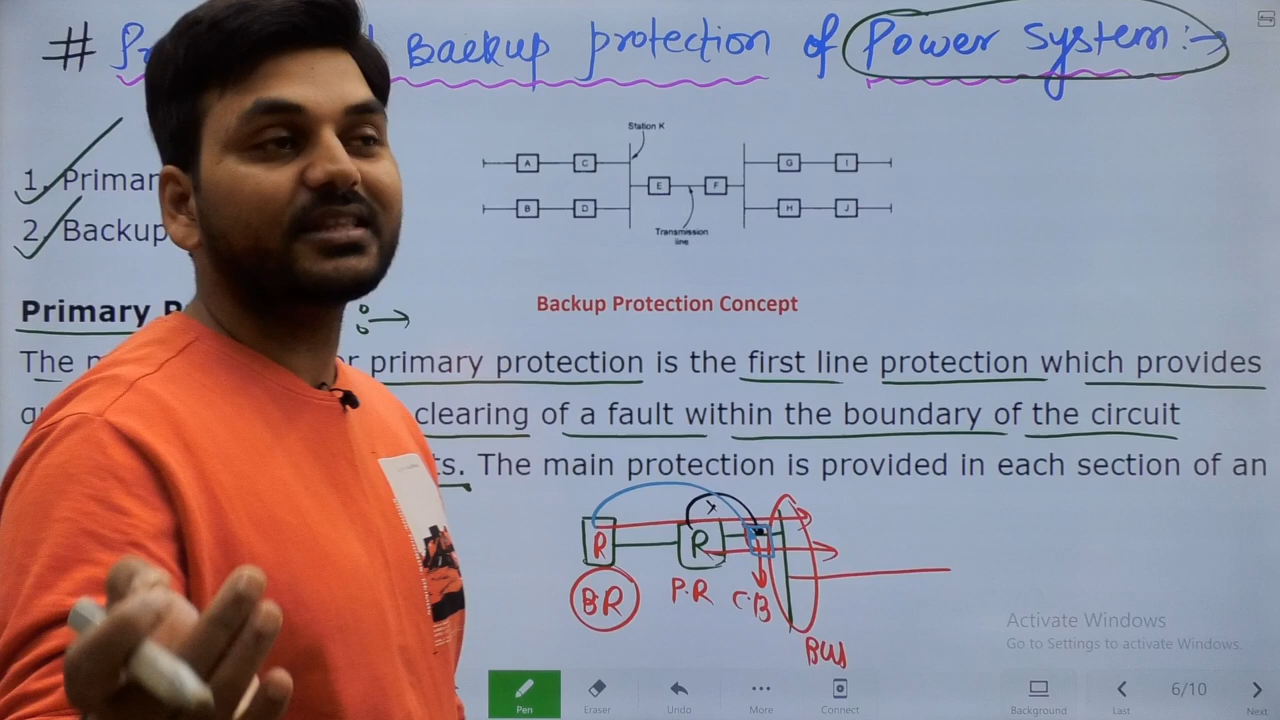 # Backup protection of Power System:→
Station K
A C G I
E F
B D H J
Transmission
line
1. Primar
2. Backup
Backup Protection Concept
Primary P
The or primary protection is the first line protection which provides
clearing of a fault within the boundary of the circuit
ts. The main protection is provided in each section of an
R R
B·R P.R C·B
BUS
Activate Windows
Go to Settings to activate Windows.
Pen Eraser Undo More Connect Background Last 6/10 Next